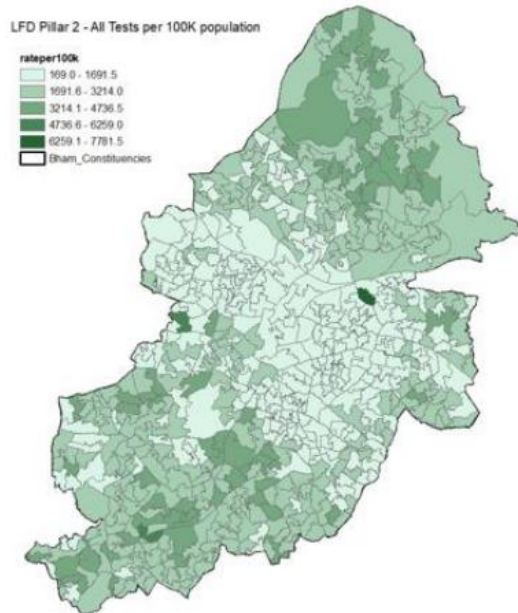 LFD Pillar 2 - All Tests per 100K population
rateper100k
169.0 - 1691.5
1691.6 - 3214.0
3214.1 - 4736.5
4736.6 - 6259.0
6259.1 - 7781.5
Bham_Constituencies